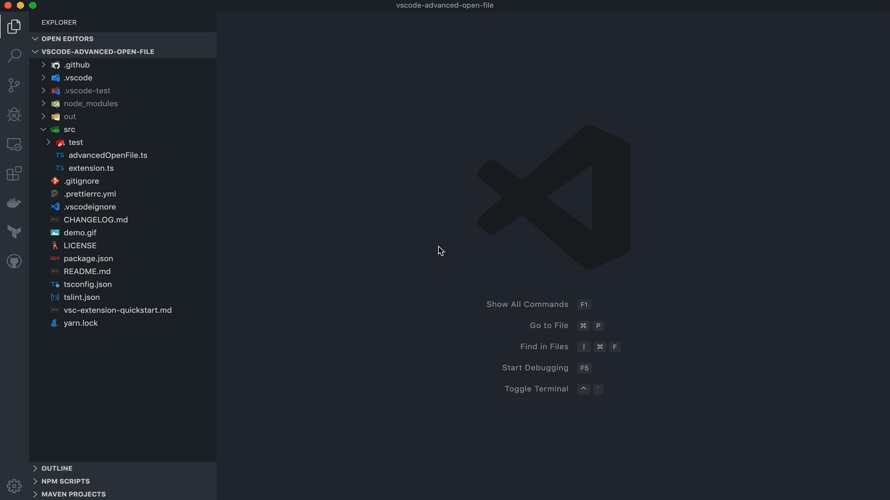 vscode-advanced-open-file
EXPLORER
OPEN EDITORS
VSCODE-ADVANCED-OPEN-FILE
.github
.vscode
.vscode-test
node_modules
out
src
test
TS advancedOpenFile.ts
TS extension.ts
.gitignore
.prettierrc.yml
.vscodeignore
CHANGELOG.md
demo.gif
LICENSE
package.json
README.md
tsconfig.json
tslint.json
vsc-extension-quickstart.md
yarn.lock
OUTLINE
NPM SCRIPTS
MAVEN PROJECTS
Show All Commands F1
Go to File ⌘ P
Find in Files ⌘ F
Start Debugging F5
Toggle Terminal ^ `